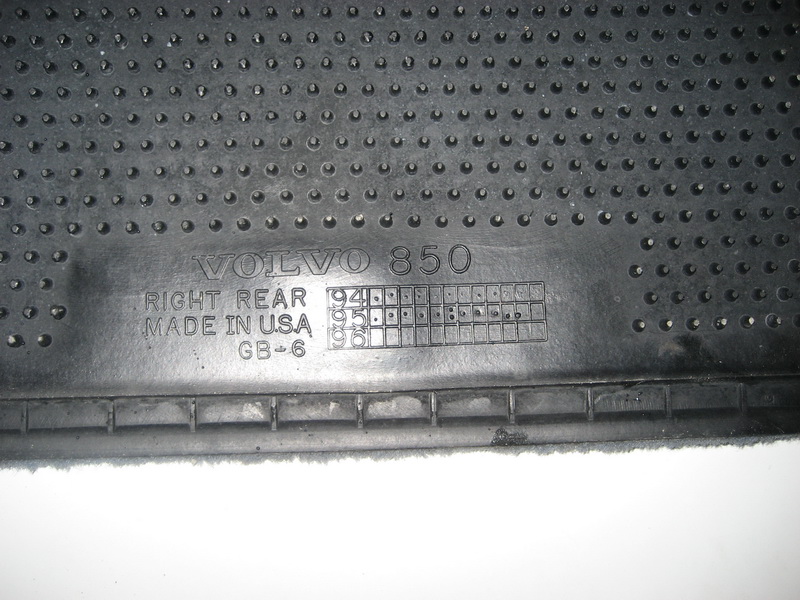 VOLVO 850
RIGHT REAR
MADE IN U.S.A
GB-6
94
95
96